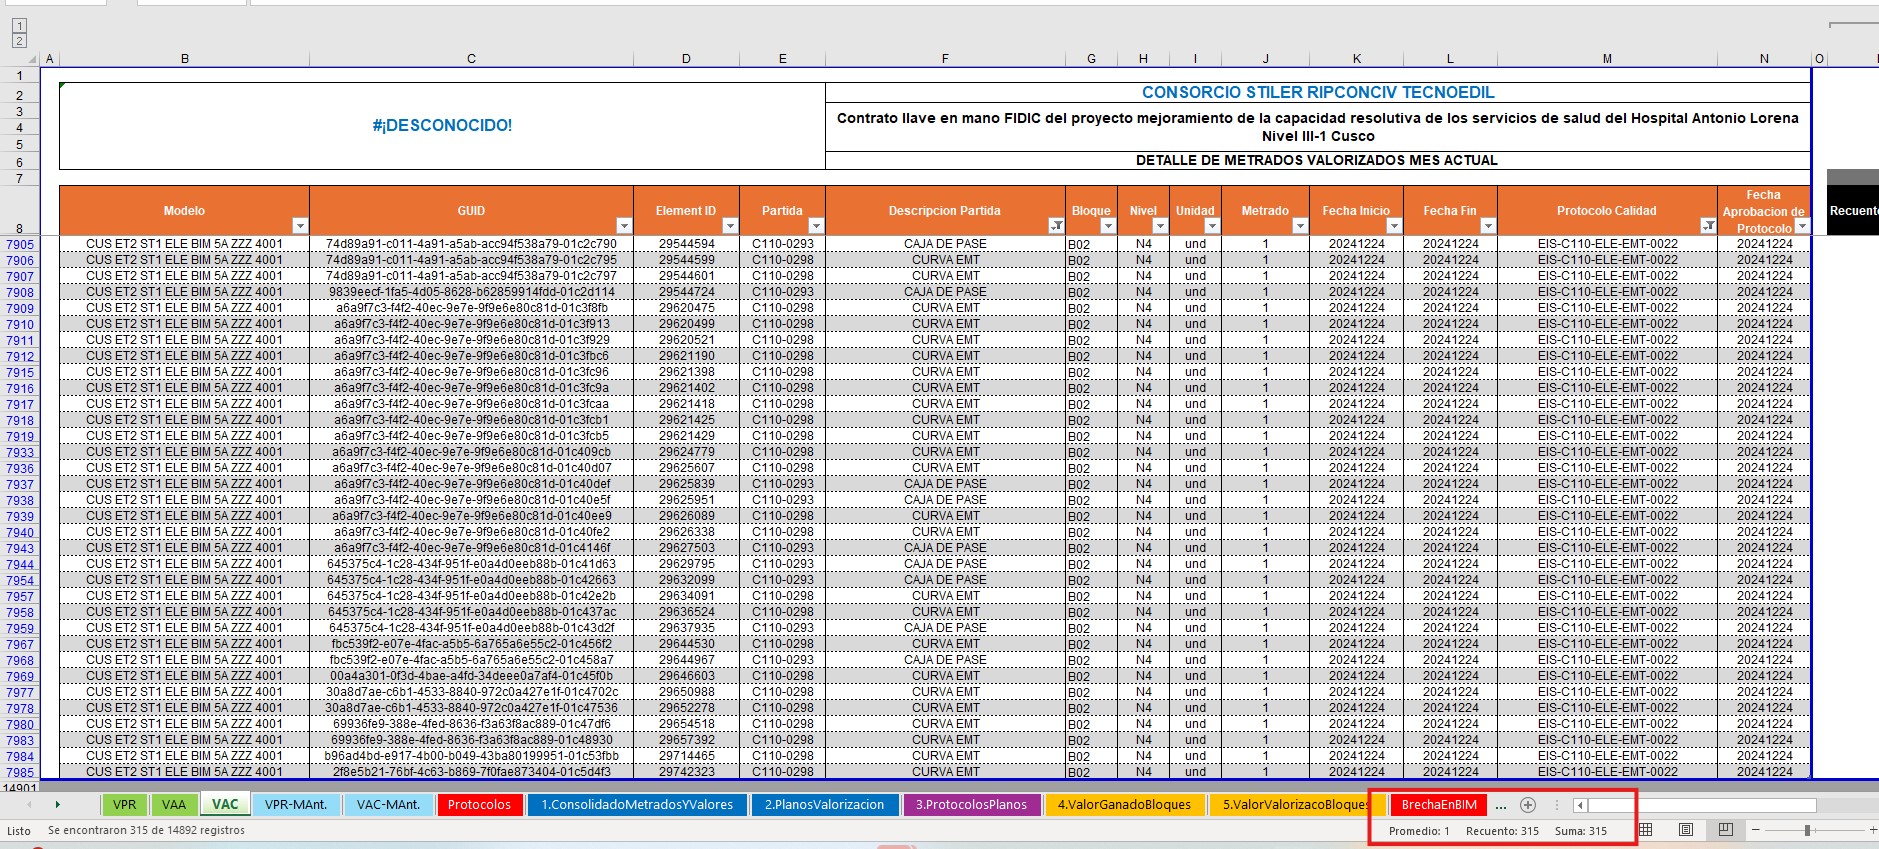 1
2
A B C D E F G H I J K L M N O
1
2 CONSORCIO STILER RIPCONCIV TECNOEDIL
3 Contrato llave en mano FIDIC del proyecto mejoramiento de la capacidad resolutiva de los servicios de salud del Hospital Antonio Lorena
4 #¡DESCONOCIDO!
5 Nivel III-1 Cusco
6 DETALLE DE METRADOS VALORIZADOS MES ACTUAL
7
8 Modelo GUID Element ID Partida Descripcion Partida Bloque Nivel Unidad Metrado Fecha Inicio Fecha Fin Protocolo Calidad Fecha Aprobacion de Protocolo Recuento
7905 CUS ET2 ST1 ELE BIM 5A ZZZ 4001 74d89a91-c011-4a91-a5ab-acc94f538a79-01c2c790 29544594 C110-0293 CAJA DE PASE B02 N4 und 1 20241224 20241224 EIS-C110-ELE-EMT-0022 20241224
7906 CUS ET2 ST1 ELE BIM 5A ZZZ 4001 74d89a91-c011-4a91-a5ab-acc94f538a79-01c2c795 29544599 C110-0298 CURVA EMT B02 N4 und 1 20241224 20241224 EIS-C110-ELE-EMT-0022 20241224
7907 CUS ET2 ST1 ELE BIM 5A ZZZ 4001 74d89a91-c011-4a91-a5ab-acc94f538a79-01c2c797 29544601 C110-0298 CURVA EMT B02 N4 und 1 20241224 20241224 EIS-C110-ELE-EMT-0022 20241224
7908 CUS ET2 ST1 ELE BIM 5A ZZZ 4001 9839eecf-1fa5-4d05-8628-b62859914fdd-01c2d114 29544724 C110-0293 CAJA DE PASE B02 N4 und 1 20241224 20241224 EIS-C110-ELE-EMT-0022 20241224
7909 CUS ET2 ST1 ELE BIM 5A ZZZ 4001 a6a9f7c3-f4f2-40ec-9e7e-9f9e6e80c81d-01c3f8fb 29620475 C110-0298 CURVA EMT B02 N4 und 1 20241224 20241224 EIS-C110-ELE-EMT-0022 20241224
7910 CUS ET2 ST1 ELE BIM 5A ZZZ 4001 a6a9f7c3-f4f2-40ec-9e7e-9f9e6e80c81d-01c3f913 29620499 C110-0298 CURVA EMT B02 N4 und 1 20241224 20241224 EIS-C110-ELE-EMT-0022 20241224
7911 CUS ET2 ST1 ELE BIM 5A ZZZ 4001 a6a9f7c3-f4f2-40ec-9e7e-9f9e6e80c81d-01c3f929 29620521 C110-0298 CURVA EMT B02 N4 und 1 20241224 20241224 EIS-C110-ELE-EMT-0022 20241224
7912 CUS ET2 ST1 ELE BIM 5A ZZZ 4001 a6a9f7c3-f4f2-40ec-9e7e-9f9e6e80c81d-01c3fbc6 29621190 C110-0298 CURVA EMT B02 N4 und 1 20241224 20241224 EIS-C110-ELE-EMT-0022 20241224
7915 CUS ET2 ST1 ELE BIM 5A ZZZ 4001 a6a9f7c3-f4f2-40ec-9e7e-9f9e6e80c81d-01c3fc96 29621398 C110-0298 CURVA EMT B02 N4 und 1 20241224 20241224 EIS-C110-ELE-EMT-0022 20241224
7916 CUS ET2 ST1 ELE BIM 5A ZZZ 4001 a6a9f7c3-f4f2-40ec-9e7e-9f9e6e80c81d-01c3fc9a 29621402 C110-0298 CURVA EMT B02 N4 und 1 20241224 20241224 EIS-C110-ELE-EMT-0022 20241224
7917 CUS ET2 ST1 ELE BIM 5A ZZZ 4001 a6a9f7c3-f4f2-40ec-9e7e-9f9e6e80c81d-01c3fcaa 29621418 C110-0298 CURVA EMT B02 N4 und 1 20241224 20241224 EIS-C110-ELE-EMT-0022 20241224
7918 CUS ET2 ST1 ELE BIM 5A ZZZ 4001 a6a9f7c3-f4f2-40ec-9e7e-9f9e6e80c81d-01c3fcb1 29621425 C110-0298 CURVA EMT B02 N4 und 1 20241224 20241224 EIS-C110-ELE-EMT-0022 20241224
7919 CUS ET2 ST1 ELE BIM 5A ZZZ 4001 a6a9f7c3-f4f2-40ec-9e7e-9f9e6e80c81d-01c3fcb5 29621429 C110-0298 CURVA EMT B02 N4 und 1 20241224 20241224 EIS-C110-ELE-EMT-0022 20241224
7933 CUS ET2 ST1 ELE BIM 5A ZZZ 4001 a6a9f7c3-f4f2-40ec-9e7e-9f9e6e80c81d-01c409cb 29624779 C110-0298 CURVA EMT B02 N4 und 1 20241224 20241224 EIS-C110-ELE-EMT-0022 20241224
7936 CUS ET2 ST1 ELE BIM 5A ZZZ 4001 a6a9f7c3-f4f2-40ec-9e7e-9f9e6e80c81d-01c40d07 29625607 C110-0298 CURVA EMT B02 N4 und 1 20241224 20241224 EIS-C110-ELE-EMT-0022 20241224
7937 CUS ET2 ST1 ELE BIM 5A ZZZ 4001 a6a9f7c3-f4f2-40ec-9e7e-9f9e6e80c81d-01c40def 29625839 C110-0293 CAJA DE PASE B02 N4 und 1 20241224 20241224 EIS-C110-ELE-EMT-0022 20241224
7938 CUS ET2 ST1 ELE BIM 5A ZZZ 4001 a6a9f7c3-f4f2-40ec-9e7e-9f9e6e80c81d-01c40e5f 29625951 C110-0293 CAJA DE PASE B02 N4 und 1 20241224 20241224 EIS-C110-ELE-EMT-0022 20241224
7939 CUS ET2 ST1 ELE BIM 5A ZZZ 4001 a6a9f7c3-f4f2-40ec-9e7e-9f9e6e80c81d-01c40ee9 29626089 C110-0298 CURVA EMT B02 N4 und 1 20241224 20241224 EIS-C110-ELE-EMT-0022 20241224
7940 CUS ET2 ST1 ELE BIM 5A ZZZ 4001 a6a9f7c3-f4f2-40ec-9e7e-9f9e6e80c81d-01c40fe2 29626338 C110-0298 CURVA EMT B02 N4 und 1 20241224 20241224 EIS-C110-ELE-EMT-0022 20241224
7943 CUS ET2 ST1 ELE BIM 5A ZZZ 4001 a6a9f7c3-f4f2-40ec-9e7e-9f9e6e80c81d-01c4146f 29627503 C110-0293 CAJA DE PASE B02 N4 und 1 20241224 20241224 EIS-C110-ELE-EMT-0022 20241224
7944 CUS ET2 ST1 ELE BIM 5A ZZZ 4001 645375c4-1c28-434f-951f-e0a4d0eeb88b-01c41d63 29629795 C110-0293 CAJA DE PASE B02 N4 und 1 20241224 20241224 EIS-C110-ELE-EMT-0022 20241224
7954 CUS ET2 ST1 ELE BIM 5A ZZZ 4001 645375c4-1c28-434f-951f-e0a4d0eeb88b-01c42663 29632099 C110-0293 CAJA DE PASE B02 N4 und 1 20241224 20241224 EIS-C110-ELE-EMT-0022 20241224
7957 CUS ET2 ST1 ELE BIM 5A ZZZ 4001 645375c4-1c28-434f-951f-e0a4d0eeb88b-01c42e2b 29634091 C110-0298 CURVA EMT B02 N4 und 1 20241224 20241224 EIS-C110-ELE-EMT-0022 20241224
7958 CUS ET2 ST1 ELE BIM 5A ZZZ 4001 645375c4-1c28-434f-951f-e0a4d0eeb88b-01c437ac 29636524 C110-0298 CURVA EMT B02 N4 und 1 20241224 20241224 EIS-C110-ELE-EMT-0022 20241224
7959 CUS ET2 ST1 ELE BIM 5A ZZZ 4001 645375c4-1c28-434f-951f-e0a4d0eeb88b-01c43d2f 29637935 C110-0293 CAJA DE PASE B02 N4 und 1 20241224 20241224 EIS-C110-ELE-EMT-0022 20241224
7967 CUS ET2 ST1 ELE BIM 5A ZZZ 4001 fbc539f2-e07e-4fac-a5b5-6a765a6e55c2-01c456f2 29644530 C110-0298 CURVA EMT B02 N4 und 1 20241224 20241224 EIS-C110-ELE-EMT-0022 20241224
7968 CUS ET2 ST1 ELE BIM 5A ZZZ 4001 fbc539f2-e07e-4fac-a5b5-6a765a6e55c2-01c458a7 29644967 C110-0293 CAJA DE PASE B02 N4 und 1 20241224 20241224 EIS-C110-ELE-EMT-0022 20241224
7969 CUS ET2 ST1 ELE BIM 5A ZZZ 4001 00a4a301-0f3d-4bae-a4fd-34deee0a7af4-01c45f0b 29646603 C110-0298 CURVA EMT B02 N4 und 1 20241224 20241224 EIS-C110-ELE-EMT-0022 20241224
7977 CUS ET2 ST1 ELE BIM 5A ZZZ 4001 30a8d7ae-c6b1-4533-8840-972c0a427e1f-01c4702c 29650988 C110-0298 CURVA EMT B02 N4 und 1 20241224 20241224 EIS-C110-ELE-EMT-0022 20241224
7978 CUS ET2 ST1 ELE BIM 5A ZZZ 4001 30a8d7ae-c6b1-4533-8840-972c0a427e1f-01c47536 29652278 C110-0298 CURVA EMT B02 N4 und 1 20241224 20241224 EIS-C110-ELE-EMT-0022 20241224
7980 CUS ET2 ST1 ELE BIM 5A ZZZ 4001 69936fe9-388e-4fed-8636-f3a63f8ac889-01c47df6 29654518 C110-0298 CURVA EMT B02 N4 und 1 20241224 20241224 EIS-C110-ELE-EMT-0022 20241224
7983 CUS ET2 ST1 ELE BIM 5A ZZZ 4001 69936fe9-388e-4fed-8636-f3a63f8ac889-01c48930 29657392 C110-0298 CURVA EMT B02 N4 und 1 20241224 20241224 EIS-C110-ELE-EMT-0022 20241224
7984 CUS ET2 ST1 ELE BIM 5A ZZZ 4001 b96ad4bd-e917-4b00-b049-43ba80199951-01c53fbb 29714465 C110-0298 CURVA EMT B02 N4 und 1 20241224 20241224 EIS-C110-ELE-EMT-0022 20241224
7985 CUS ET2 ST1 ELE BIM 5A ZZZ 4001 2f8e5b21-76bf-4c63-b869-7f0fae873404-01c5d4f3 29742323 C110-0298 CURVA EMT B02 N4 und 1 20241224 20241224 EIS-C110-ELE-EMT-0022 20241224
14901
VPR VAA VAC VPR-MAnt. VAC-MAnt. Protocolos 1.ConsolidadoMetradosYValores 2.PlanosValorizacion 3.ProtocolosPlanos 4.ValorGanadoBloques 5.ValorValorizacoBloques BrechaEnBIM ...
Listo Se encontraron 315 de 14892 registros Promedio: 1 Recuento: 315 Suma: 315